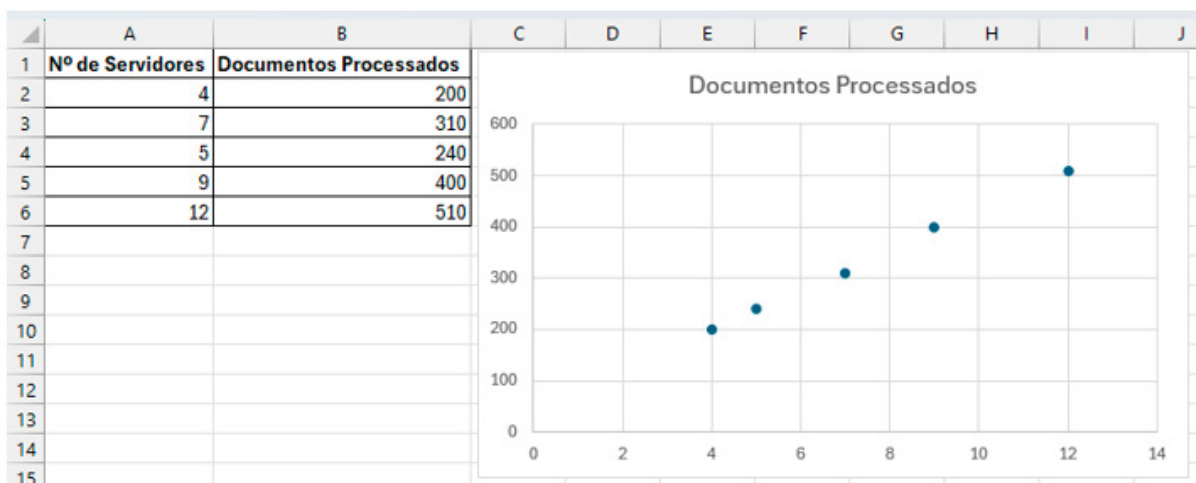 A B C D E F G H I J
1 Nº de Servidores Documentos Processados
2 4 200
3 7 310
4 5 240
5 9 400
6 12 510
7
8
9
10
11
12
13
14
15
Documentos Processados
600
500
400
300
200
100
0
0 2 4 6 8 10 12 14